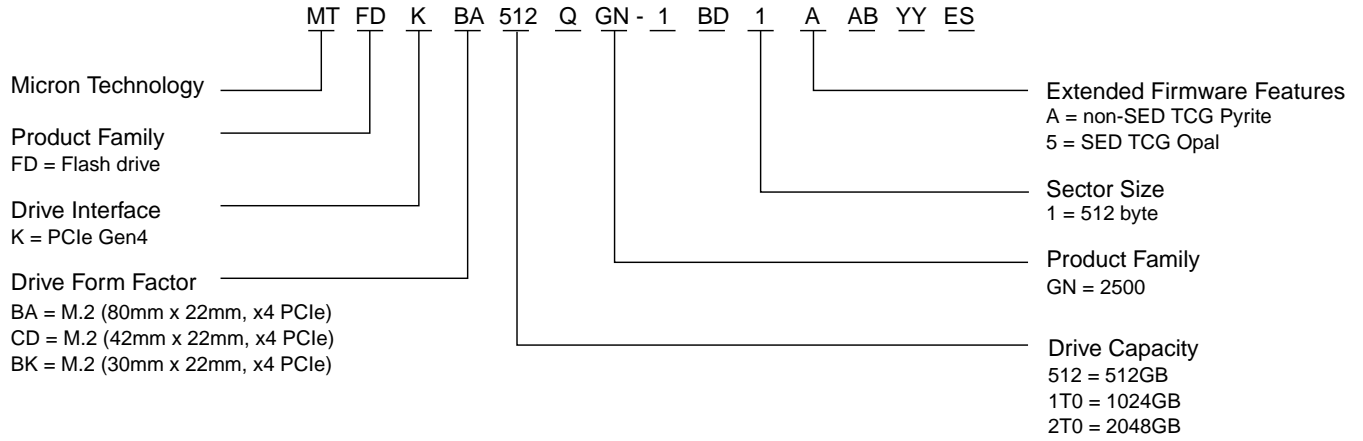 MT FD K BA 512 Q GN - 1 BD 1 A AB YY ES
Micron Technology
Product Family
FD = Flash drive
Drive Interface
K = PCIe Gen4
Drive Form Factor
BA = M.2 (80mm x 22mm, x4 PCIe)
CD = M.2 (42mm x 22mm, x4 PCIe)
BK = M.2 (30mm x 22mm, x4 PCIe)
Extended Firmware Features
A = non-SED TCG Pyrite
5 = SED TCG Opal
Sector Size
1 = 512 byte
Product Family
GN = 2500
Drive Capacity
512 = 512GB
1T0 = 1024GB
2T0 = 2048GB